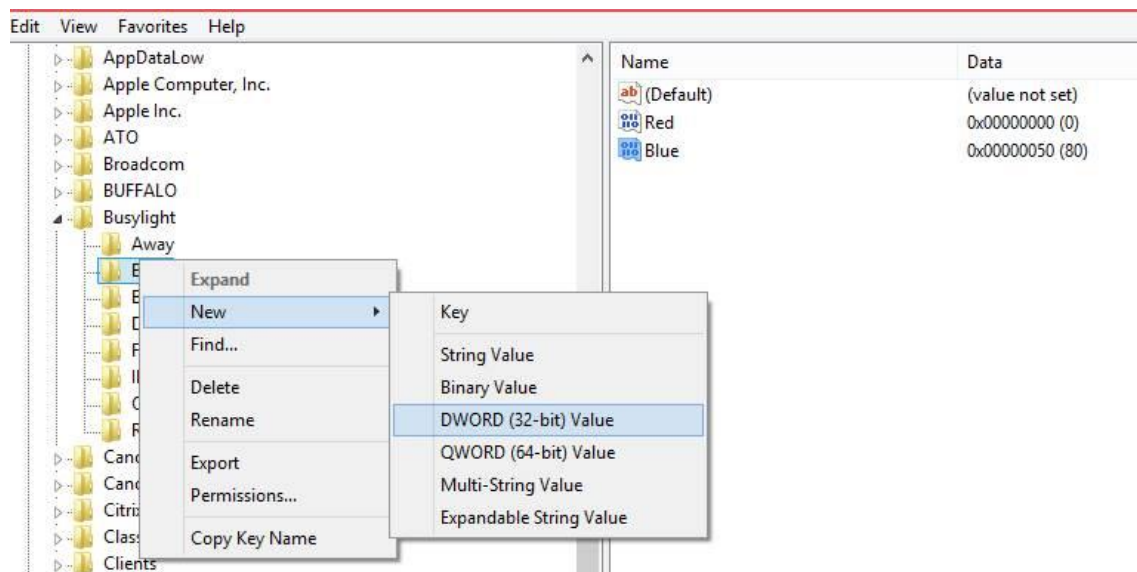 Edit View Favorites Help
AppDataLow
Apple Computer, Inc.
Apple Inc.
ATO
Broadcom
BUFFALO
Busylight
Away
Expand
New
Find...
Delete
Rename
Export
Permissions...
Copy Key Name
Key
String Value
Binary Value
DWORD (32-bit) Value
QWORD (64-bit) Value
Multi-String Value
Expandable String Value
Clients
Name Data
(Default) (value not set)
Red 0x00000000 (0)
Blue 0x00000050 (80)